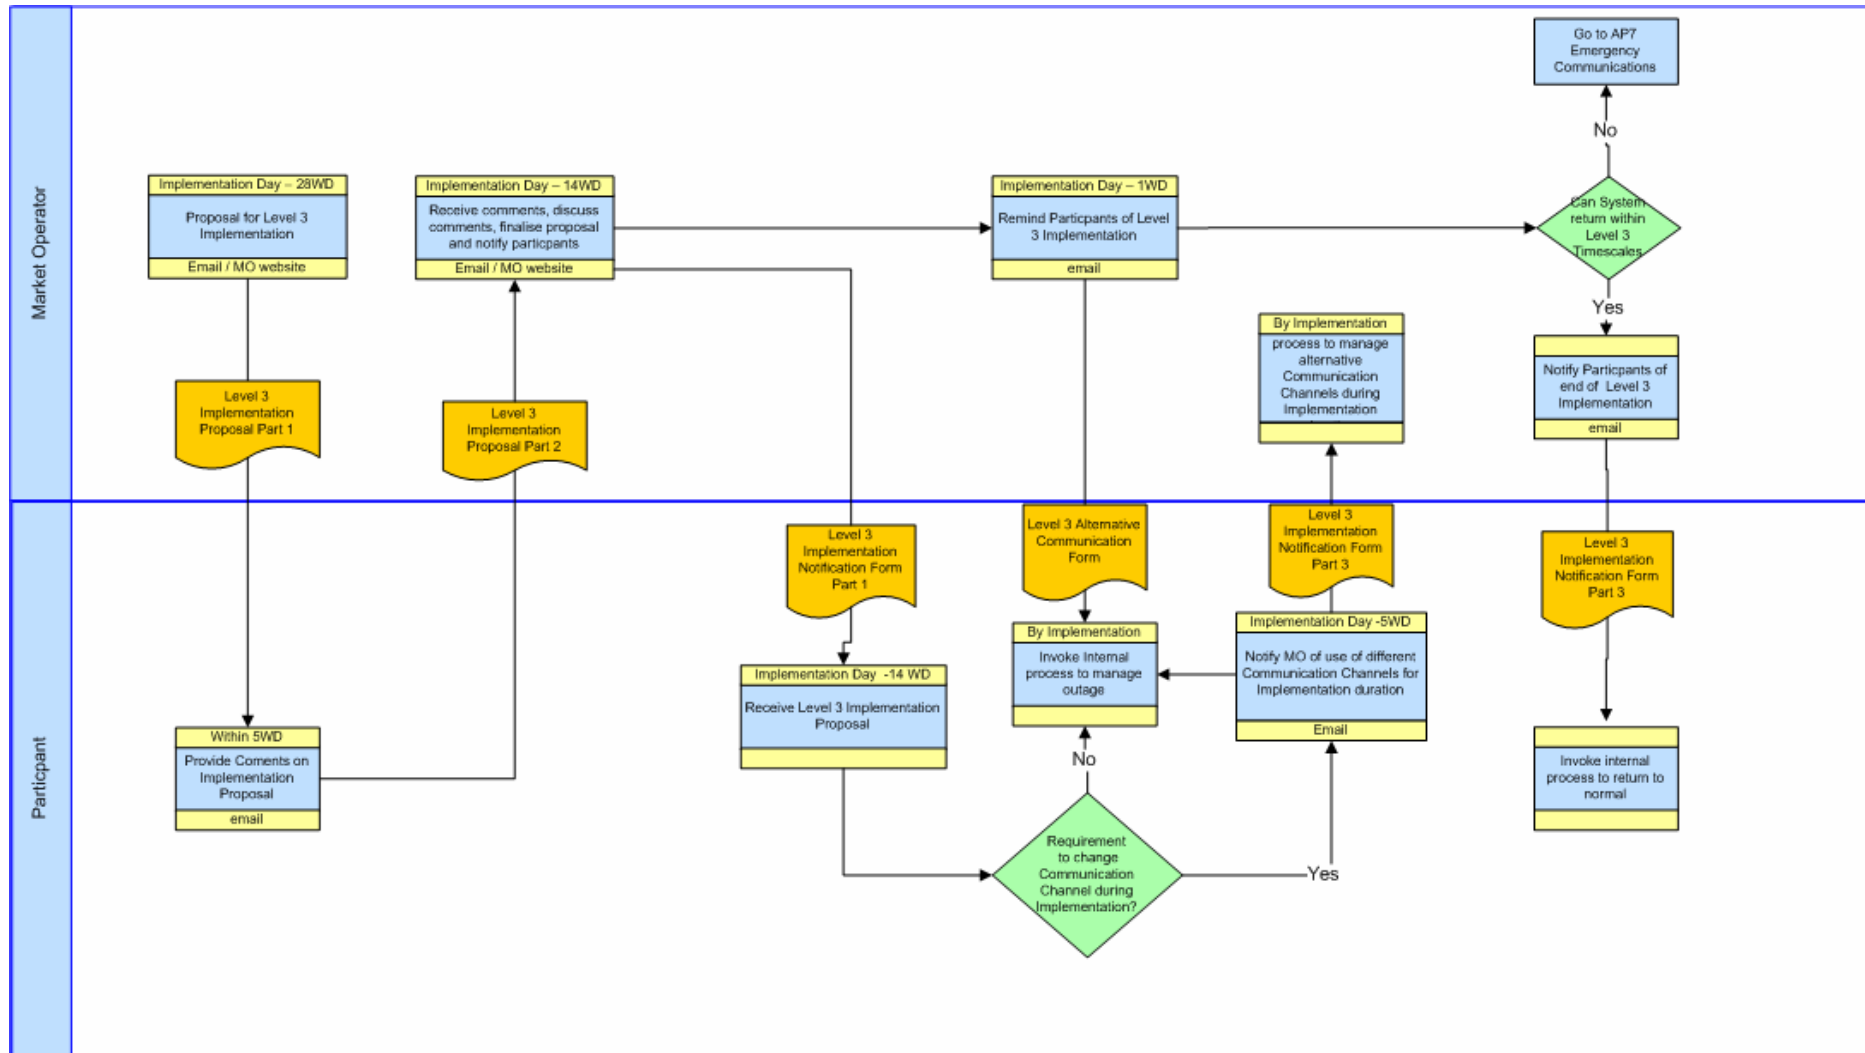 Market Operator
Go to AP7
Emergency
Communications
No
Implementation Day – 28WD
Proposal for Level 3
Implementation
Email / MO website
Implementation Day – 14WD
Receive comments, discuss
comments, finalise proposal
and notify particpants
Email / MO website
Implementation Day – 1WD
Remind Particpants of Level
3 Implementation
email
Can System
return within
Level 3
Timescales
Yes
By Implementation
process to manage
alternative
Communication
Channels during
Implementation
Notify Particpants of
end of Level 3
Implementation
email
Level 3
Implementation
Proposal Part 1
Level 3
Implementation
Proposal Part 2
Particpant
Level 3
Implementation
Notification Form
Part 1
Level 3 Alternative
Communication
Form
Level 3
Implementation
Notification Form
Part 3
Level 3
Implementation
Notification Form
Part 3
By Implementation
Invoke Internal
process to manage
outage
Implementation Day -5WD
Notify MO of use of different
Communication Channels for
Implementation duration
Email
Implementation Day -14 WD
Receive Level 3 Implementation
Proposal
Within 5WD
Provide Coments on
Implementation
Proposal
email
No
Invoke internal
process to return to
normal
Requirement
to change
Communication
Channel during
Implementation?
Yes